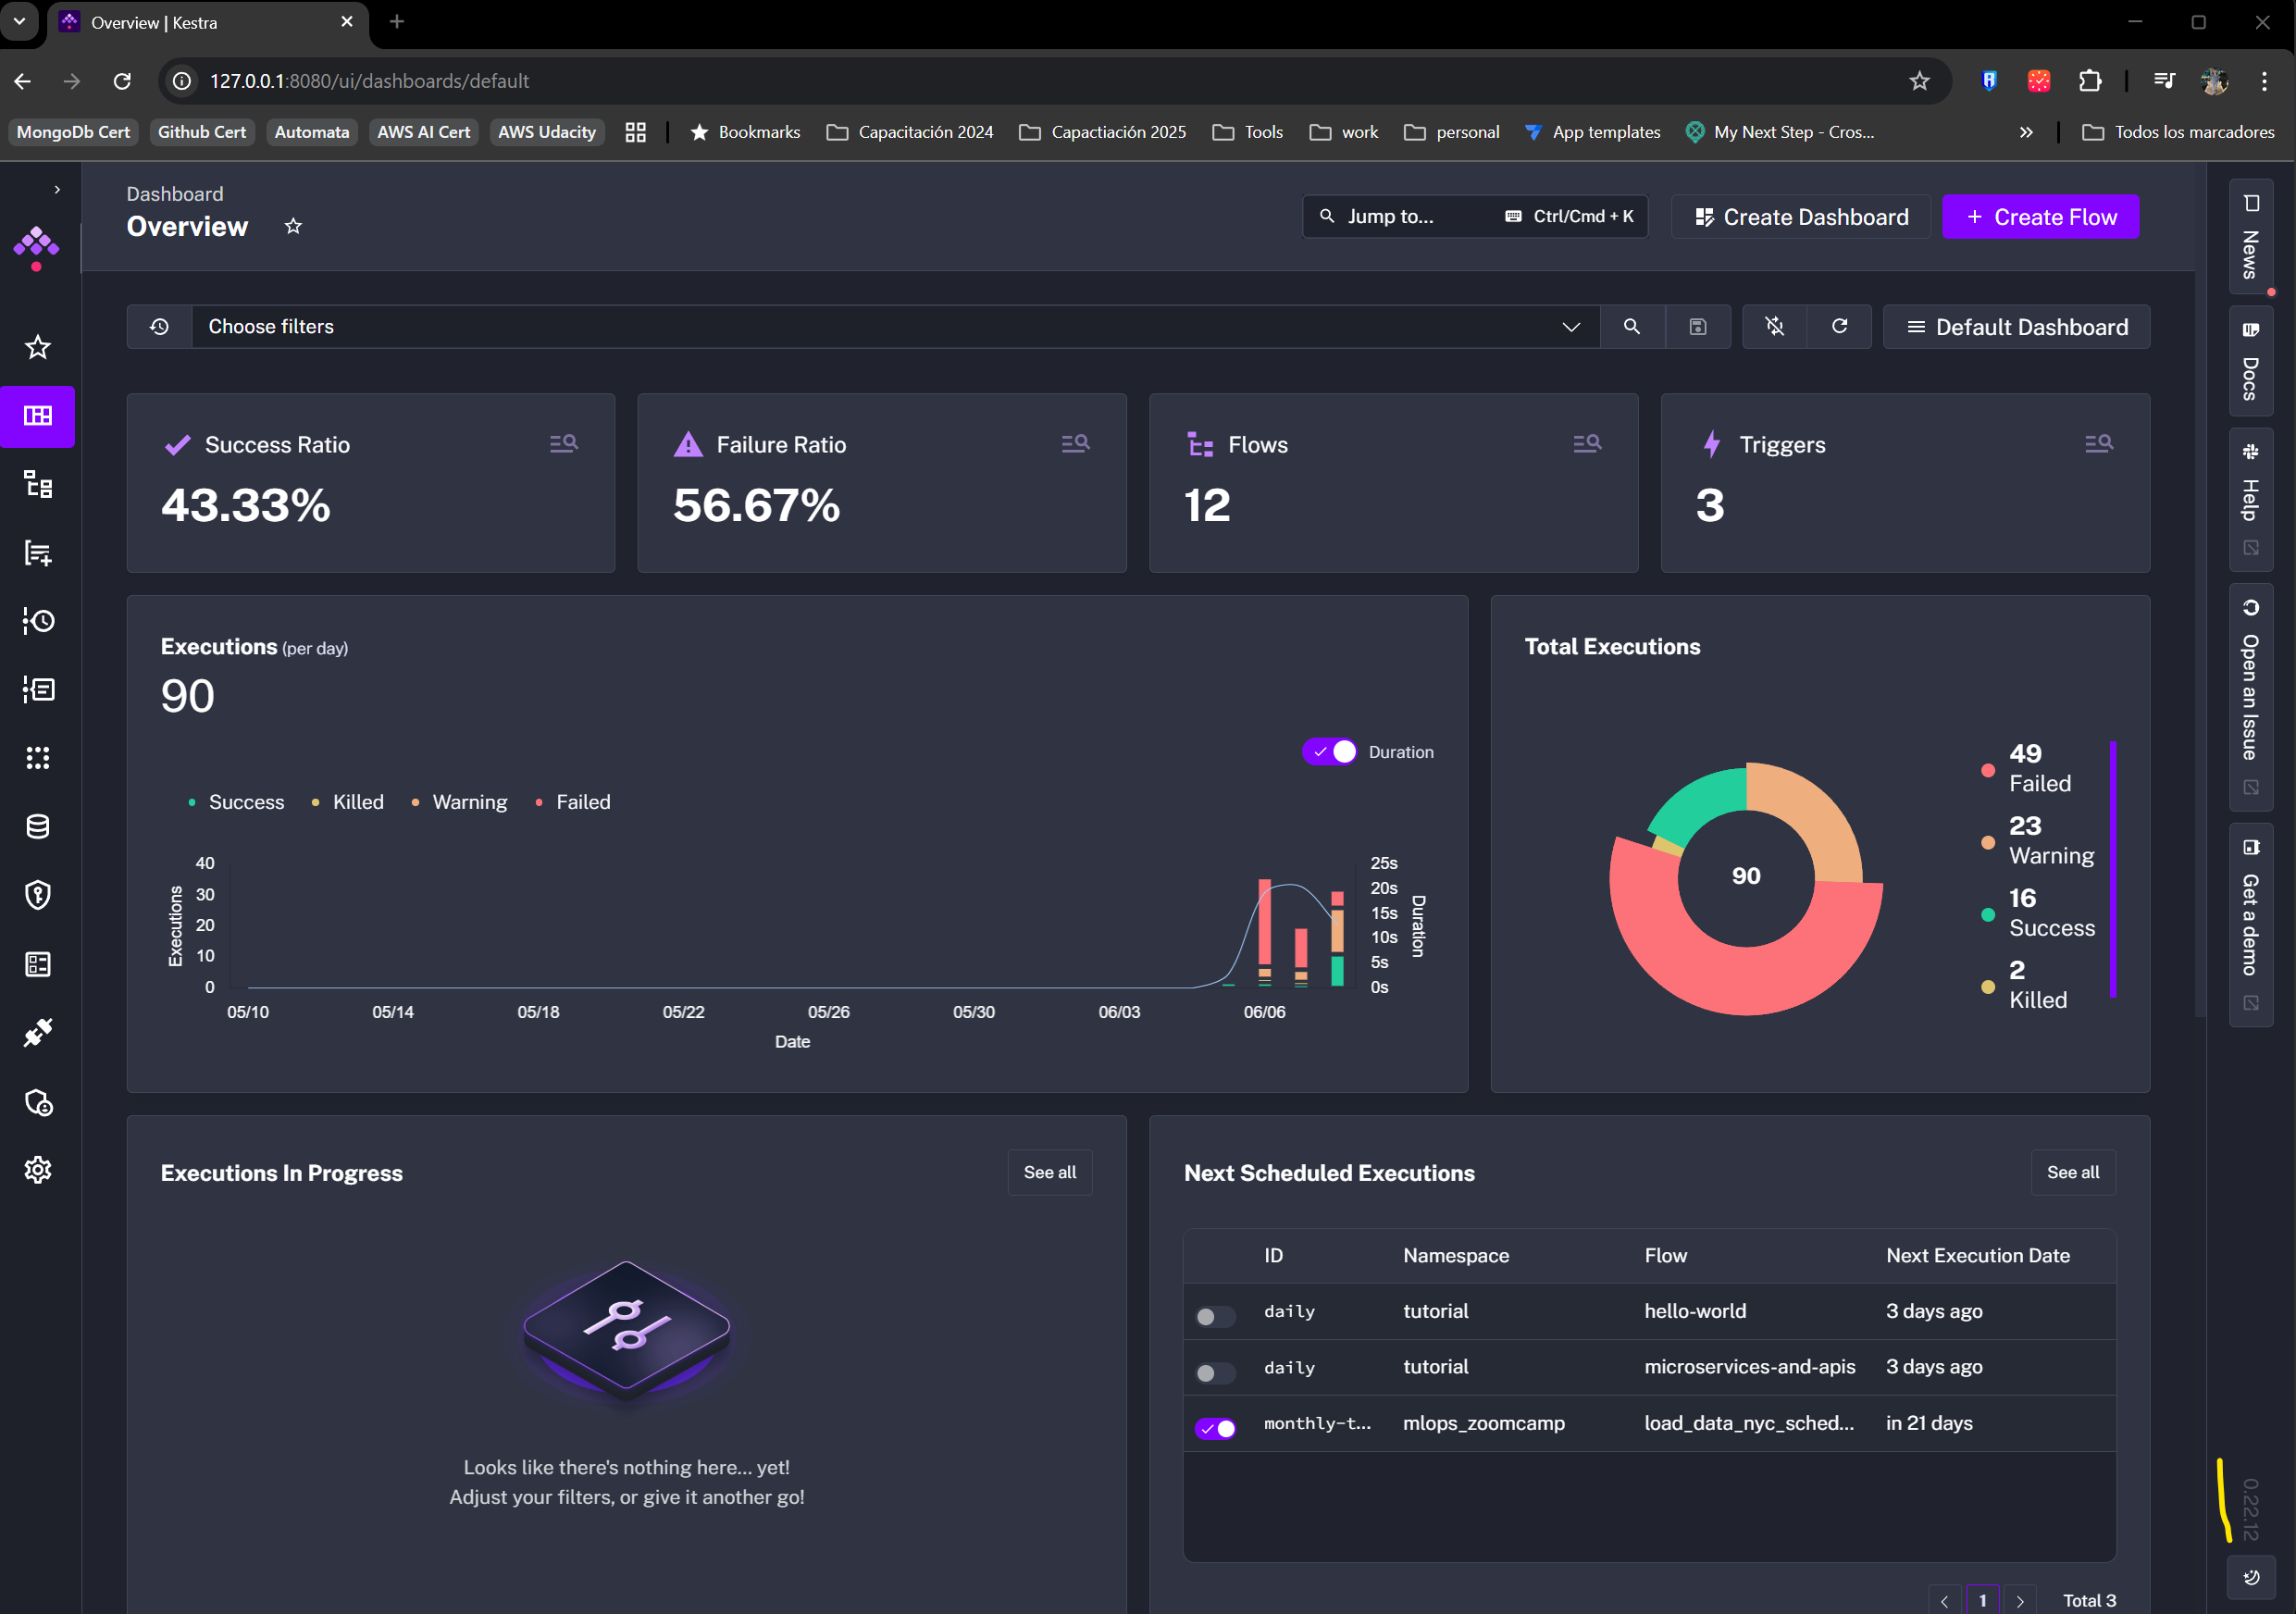 Overview | Kestra
127.0.0.1:8080/ui/dashboards/default
MongoDb Cert
Github Cert
Automata
AWS AI Cert
AWS Udacity
Bookmarks
Capacitación 2024
Capactiación 2025
Tools
work
personal
App templates
My Next Step - Cros...
Todos los marcadores
Dashboard
Overview
Jump to...
Ctrl/Cmd + K
Create Dashboard
+ Create Flow
Choose filters
Default Dashboard
Success Ratio
43.33%
Failure Ratio
56.67%
Flows
12
Triggers
3
Executions (per day)
90
Duration
Success
Killed
Warning
Failed
Executions
40
30
20
10
0
25s
20s
15s
10s
5s
0s
Duration
05/10
05/14
05/18
05/22
05/26
05/30
06/03
06/06
Date
Total Executions
90
49
Failed
23
Warning
16
Success
2
Killed
Executions In Progress
See all
Looks like there's nothing here... yet!
Adjust your filters, or give it another go!
Next Scheduled Executions
See all
ID Namespace Flow Next Execution Date
daily tutorial hello-world 3 days ago
daily tutorial microservices-and-apis 3 days ago
monthly-t... mlops_zoomcamp load_data_nyc_sched... in 21 days
1
Total 3
News
Docs
Help
Open an Issue
Get a demo
0.22.12